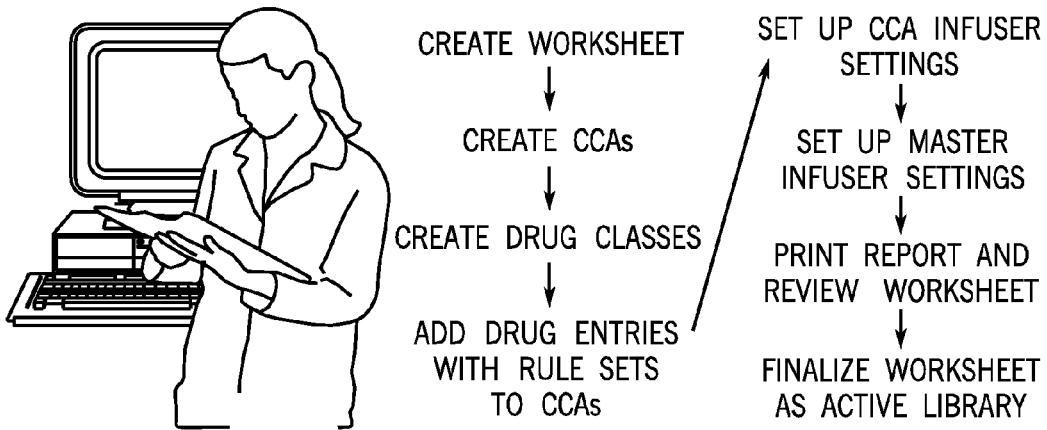 CREATE WORKSHEET
CREATE CCAs
CREATE DRUG CLASSES
ADD DRUG ENTRIES
WITH RULE SETS
TO CCAs
SET UP CCA INFUSER
SETTINGS
SET UP MASTER
INFUSER SETTINGS
PRINT REPORT AND
REVIEW WORKSHEET
FINALIZE WORKSHEET
AS ACTIVE LIBRARY